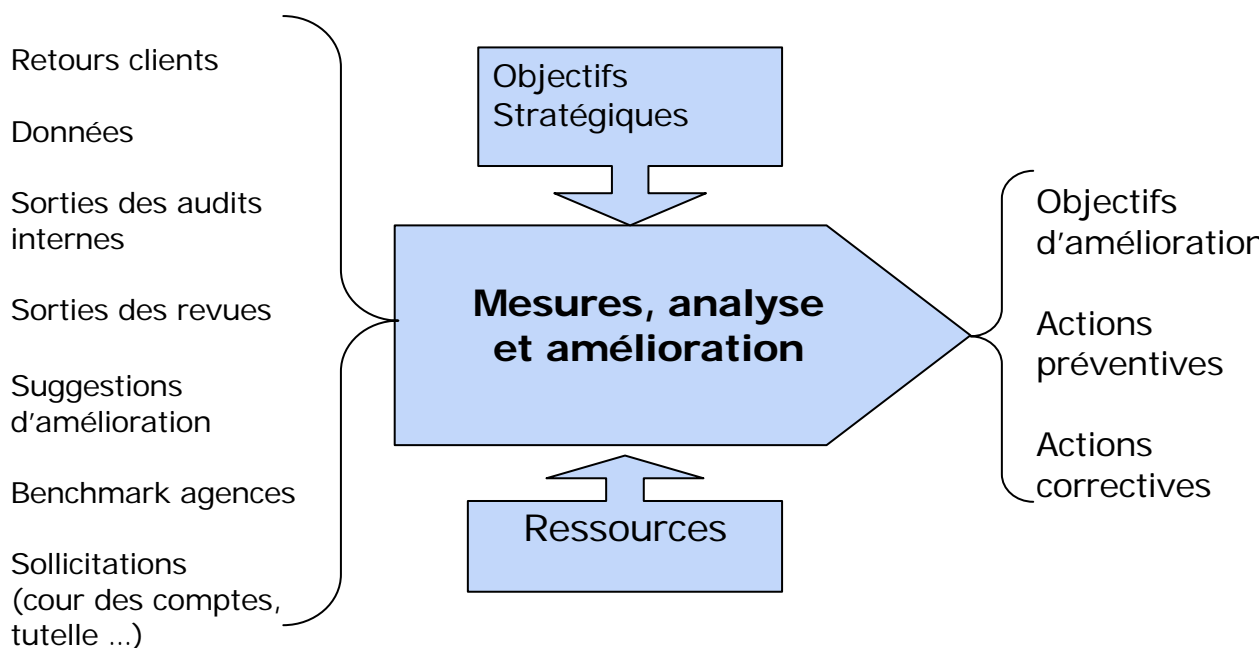 Retours clients
Données
Sorties des audits
internes
Sorties des revues
Suggestions
d'amélioration
Benchmark agences
Sollicitations
(cour des comptes,
tutelle ...)
Objectifs
Stratégiques
Mesures, analyse
et amélioration
Ressources
Objectifs
d'amélioration
Actions
préventives
Actions
correctives